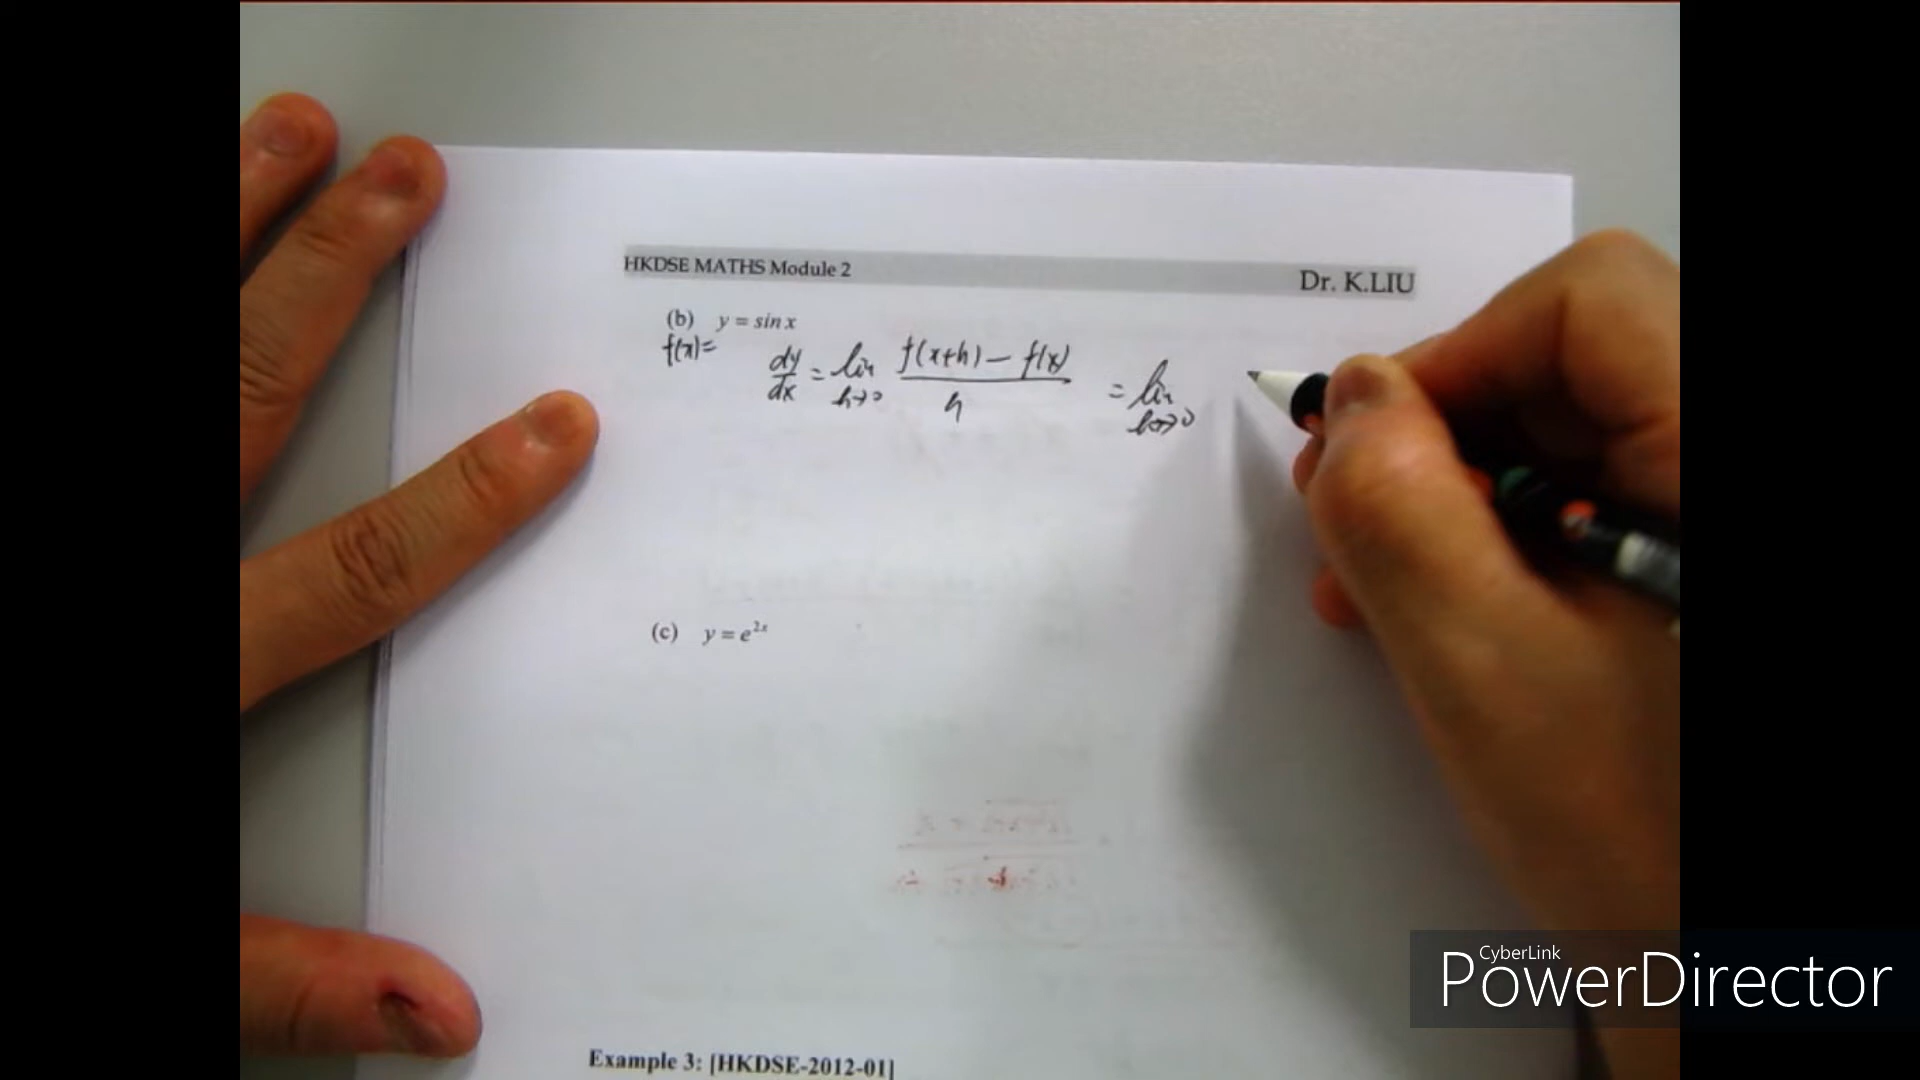 HKDSE MATHS Module 2 Dr. K.LIU
(b) y = sin x
f(x)=
dy/dx = lim h→0 f(x+h) − f(x) / h = lim h→0
(c) y = e^{2x}
Example 3: [HKDSE-2012-01]
CyberLink
PowerDirector